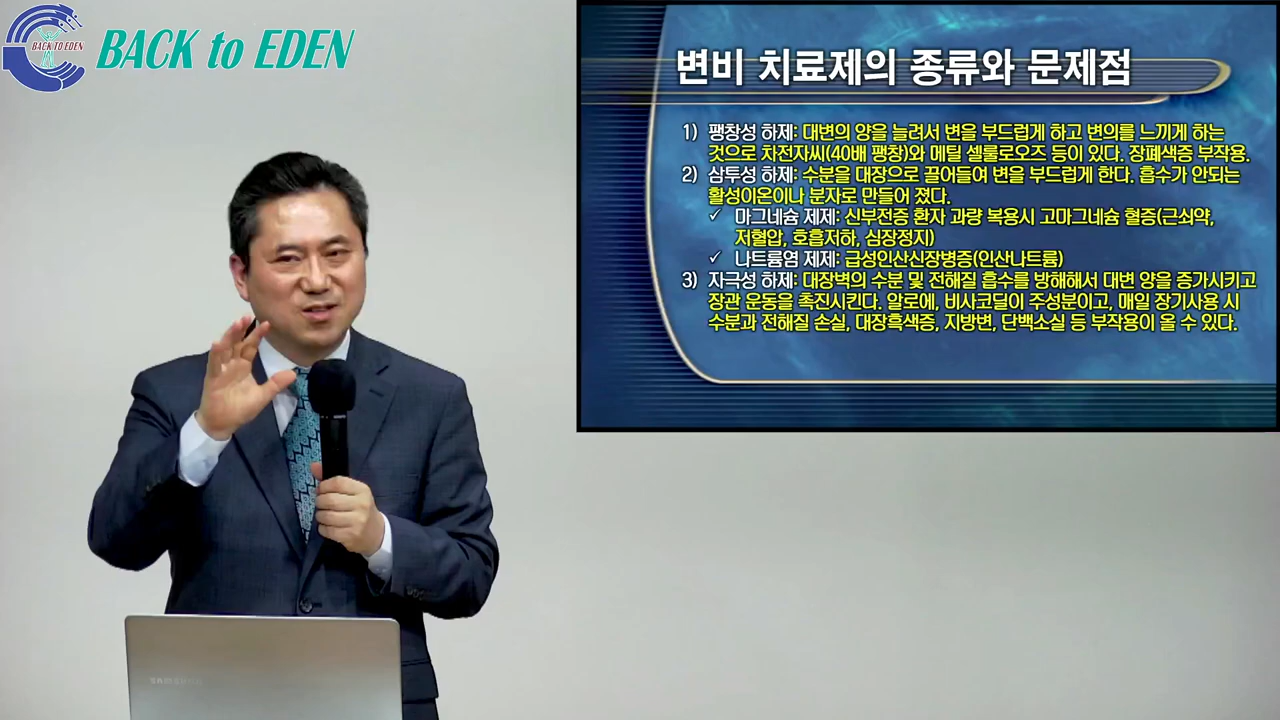 BACK TO EDEN
BACK to EDEN
변비 치료제의 종류와 문제점
1) 팽창성 하제: 대변의 양을 늘려서 변을 부드럽게 하고 변의를 느끼게 하는
것으로 차전자씨(40배 팽창)와 메틸 셀룰로오즈 등이 있다. 장폐색증 부작용.
2) 삼투성 하제: 수분을 대장으로 끌어들여 변을 부드럽게 한다. 흡수가 안되는
활성이온이나 분자로 만들어 졌다.
✓ 마그네슘 제제: 신부전증 환자 과량 복용시 고마그네슘 혈증(근쇠약,
저혈압, 호흡저하, 심장정지)
✓ 나트륨염 제제: 급성인산신장병증(인산나트륨)
3) 자극성 하제: 대장벽의 수분 및 전해질 흡수를 방해해서 대변 양을 증가시키고
장관 운동을 촉진시킨다. 알로에, 비사코딜이 주성분이고, 매일 장기사용 시
수분과 전해질 손실, 대장흑색증, 지방변, 단백소실 등 부작용이 올 수 있다.
SAMSUNG